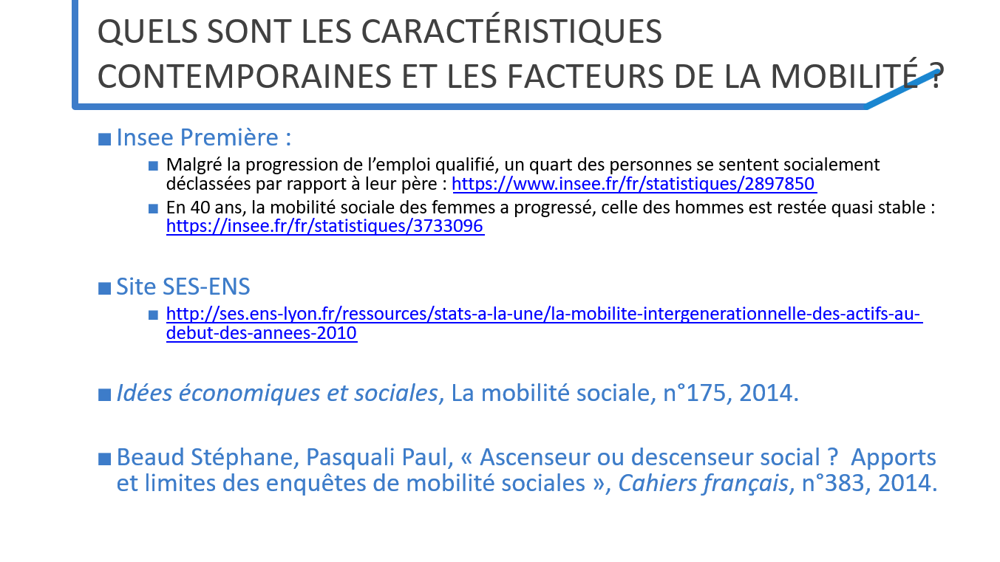 QUELS SONT LES CARACTÉRISTIQUES
CONTEMPORAINES ET LES FACTEURS DE LA MOBILITÉ ?
Insee Première :
Malgré la progression de l’emploi qualifié, un quart des personnes se sentent socialement
déclassées par rapport à leur père : https://www.insee.fr/fr/statistiques/2897850
En 40 ans, la mobilité sociale des femmes a progressé, celle des hommes est restée quasi stable :
https://insee.fr/fr/statistiques/3733096
Site SES-ENS
http://ses.ens-lyon.fr/ressources/stats-a-la-une/la-mobilite-intergenerationnelle-des-actifs-au-
debut-des-annees-2010
Idées économiques et sociales, La mobilité sociale, n°175, 2014.
Beaud Stéphane, Pasquali Paul, « Ascenseur ou descenseur social ?  Apports
et limites des enquêtes de mobilité sociales », Cahiers français, n°383, 2014.